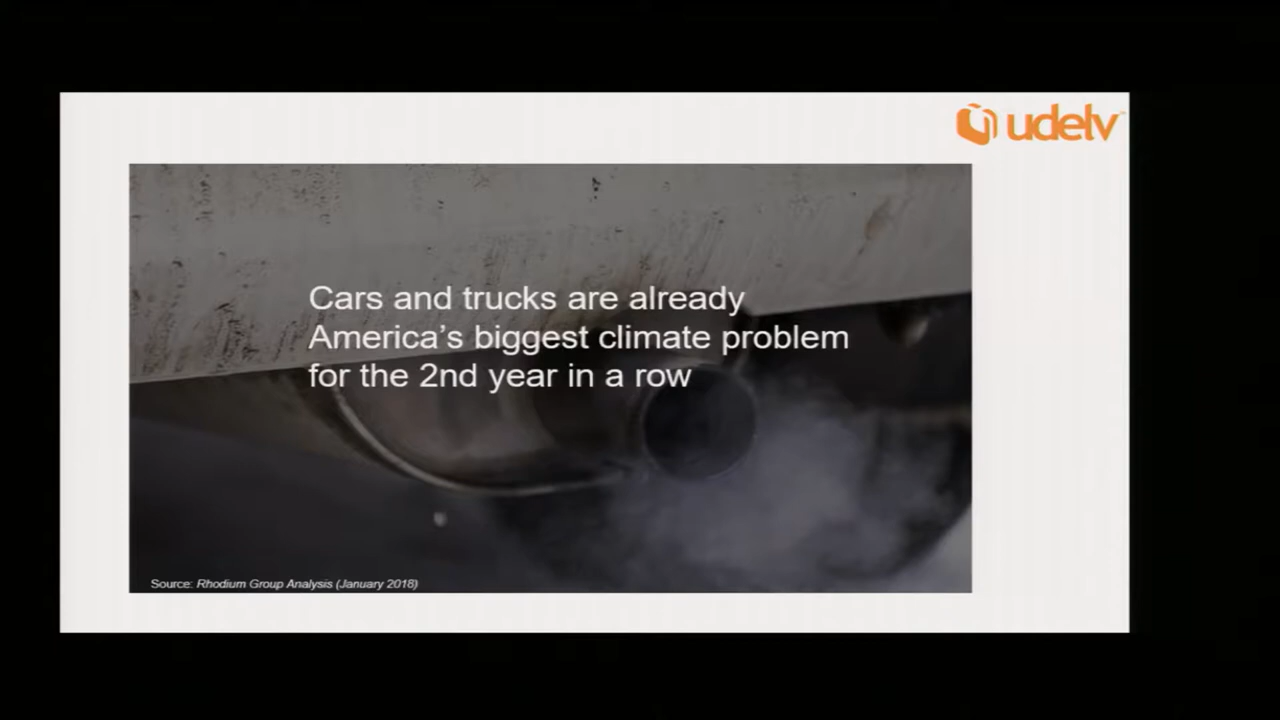 udelv
Cars and trucks are already
America's biggest climate problem
for the 2nd year in a row
Source: Rhodium Group Analysis (January 2018)